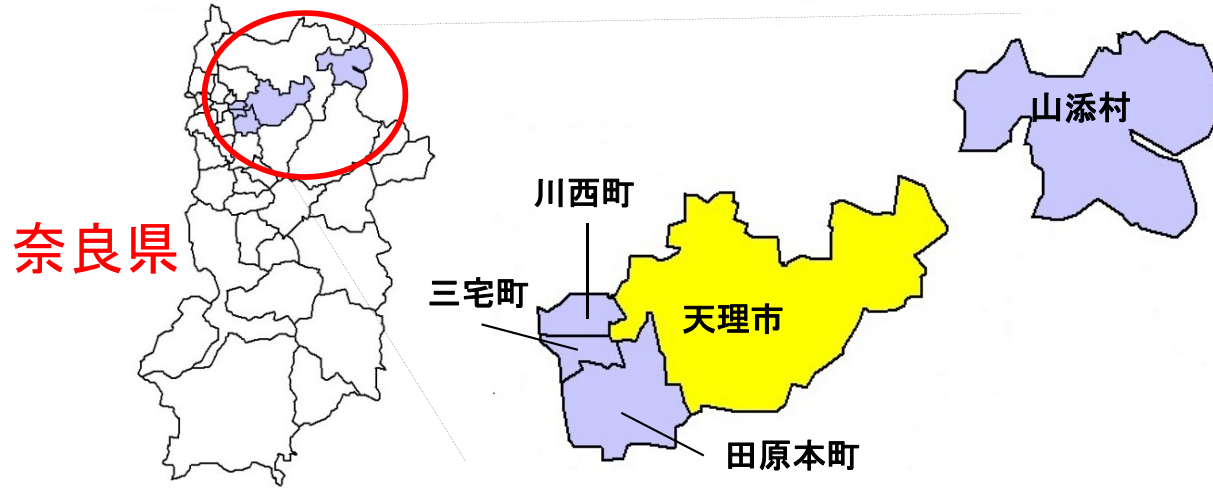 奈良県
山添村
川西町
三宅町
天理市
田原本町